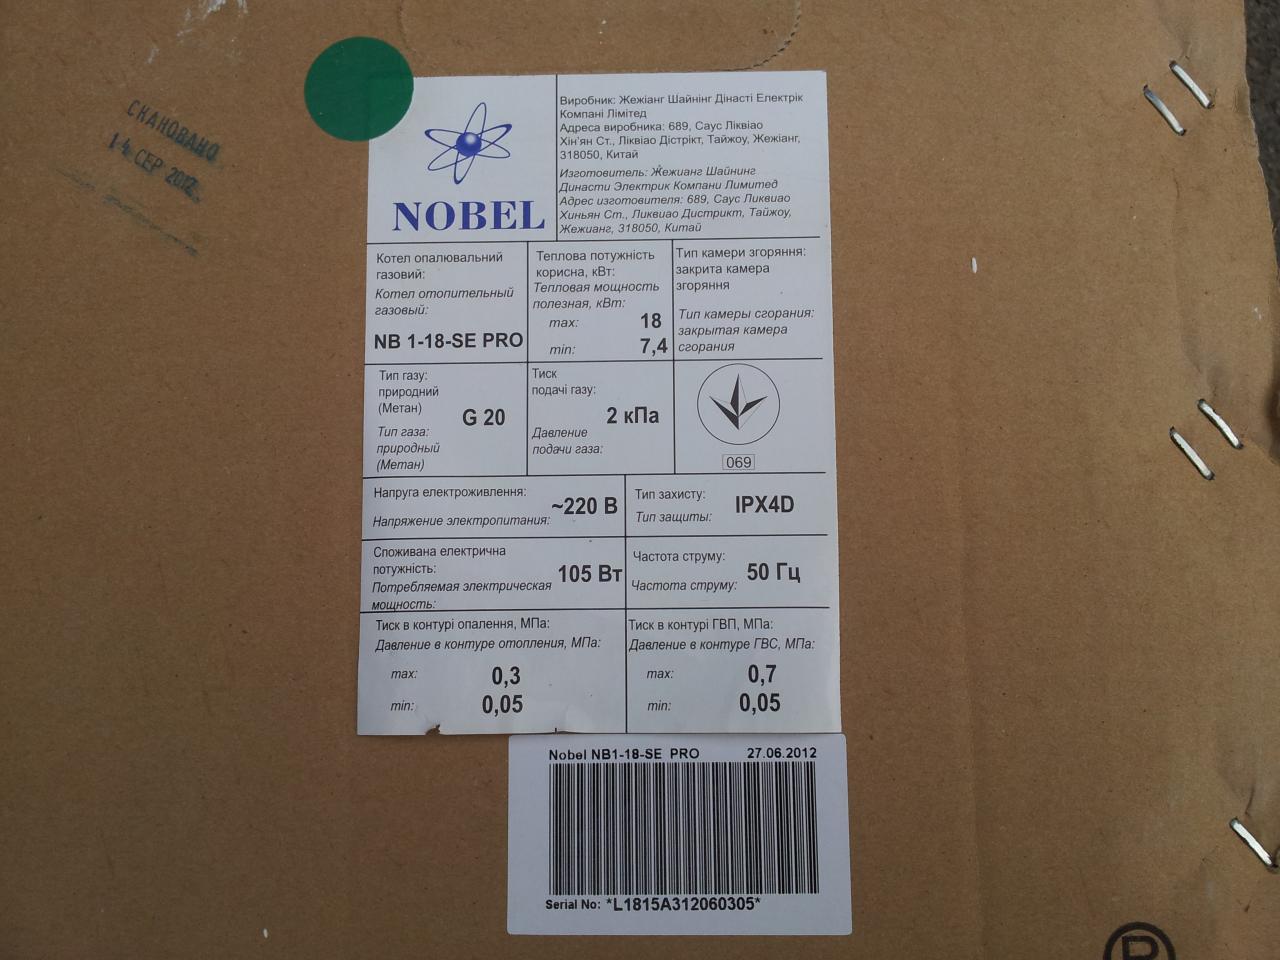 СКАНОВАНО
14 СЕР 2012
NOBEL
Виробник: Жежіанг Шайнінг Дінасті Електрік
Компані Лімітед
Адреса виробника: 689, Саус Ліквіао
Хін'ян Ст., Ліквіао Дістрікт, Тайжоу, Жежіанг,
318050, Китай
Изготовитель: Жежианг Шайнинг
Династи Электрик Компани Лимитед
Адрес изготовителя: 689, Саус Ликвиао
Хиньян Ст., Ликвиао Дистрикт, Тайжоу,
Жежианг, 318050, Китай
Котел опалювальний
газовий:
Котел отопительный
газовый:
NB 1-18-SE PRO
Теплова потужність
корисна, кВт:
Тепловая мощность
полезная, кВт:
max: 18
min: 7,4
Тип камери згоряння:
закрита камера
згоряння
Тип камеры сгорания:
закрытая камера
сгорания
Тип газу:
природний
(Метан)
G 20
Тип газа:
природный
(Метан)
Тиск
подачі газу:
2 кПа
Давление
подачи газа:
069
Напруга електроживлення:
~220 В
Напряжение электропитания:
Тип захисту:
IPX4D
Тип защиты:
Споживана електрична
потужність:
105 Вт
Потребляемая электрическая
мощность:
Частота струму:
50 Гц
Частота струму:
Тиск в контурі опалення, МПа:
Давление в контуре отопления, МПа:
max: 0,3
min: 0,05
Тиск в контурі ГВП, МПа:
Давление в контуре ГВС, МПа:
max: 0,7
min: 0,05
Nobel NB1-18-SE PRO 27.06.2012
Serial No: *L1815A312060305*
R